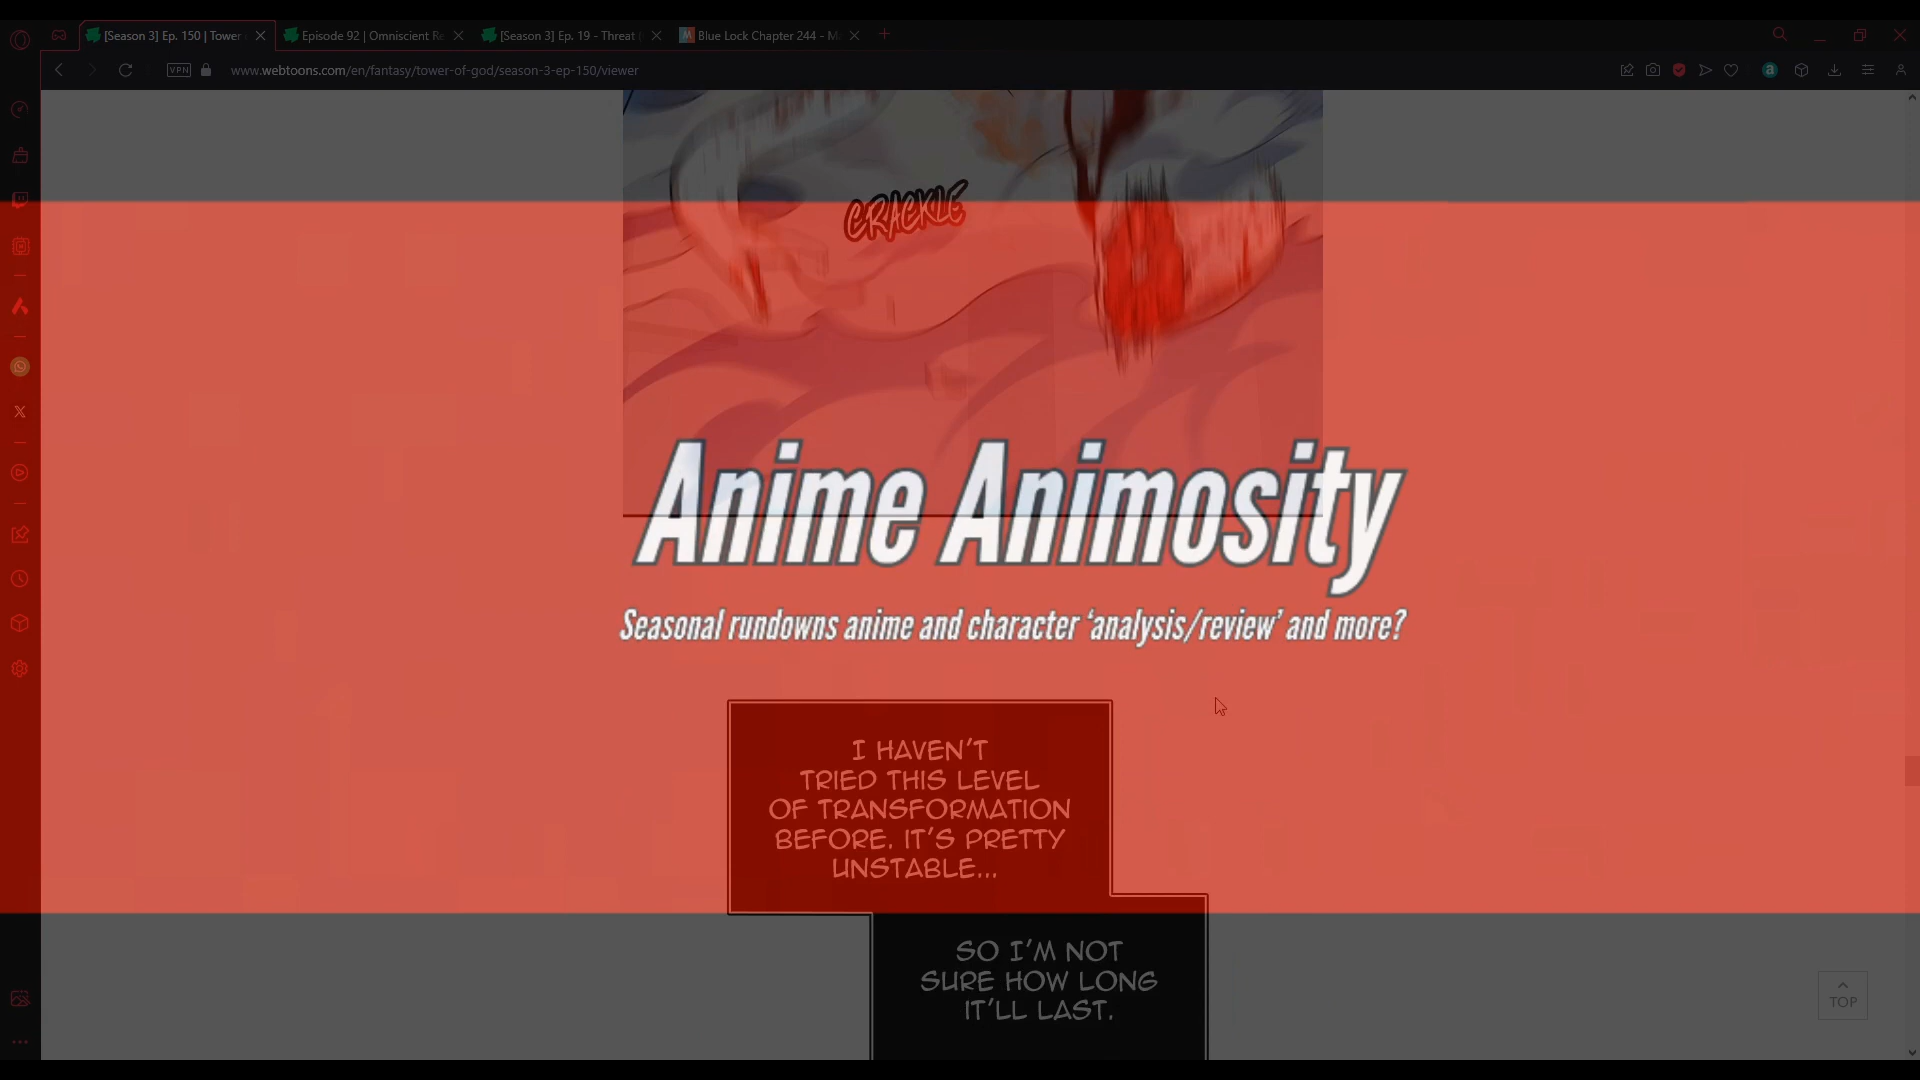 [Season 3] Ep. 150 | Tower
Episode 92 | Omniscient Re
[Season 3] Ep. 19 - Threat
Blue Lock Chapter 244 - M
VPN
www.webtoons.com/en/fantasy/tower-of-god/season-3-ep-150/viewer
CRACKLE
Anime Animosity
Seasonal rundowns anime and character ‘analysis/review’ and more?
I HAVEN'T
TRIED THIS LEVEL
OF TRANSFORMATION
BEFORE. IT'S PRETTY
UNSTABLE...
SO I'M NOT
SURE HOW LONG
IT'LL LAST.
TOP